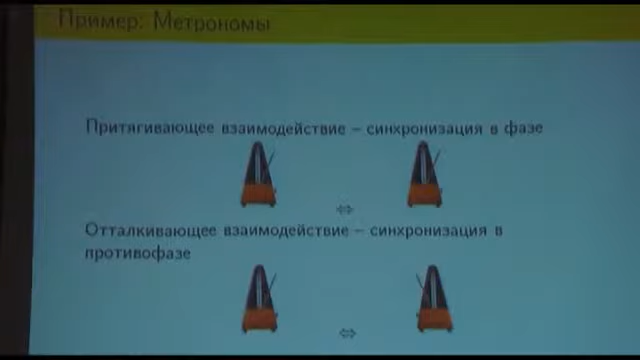 Пример: Метрономы
Притягивающее взаимодействие – синхронизация в фазе
⇔
Отталкивающее взаимодействие – синхронизация в
противофазе
⇔